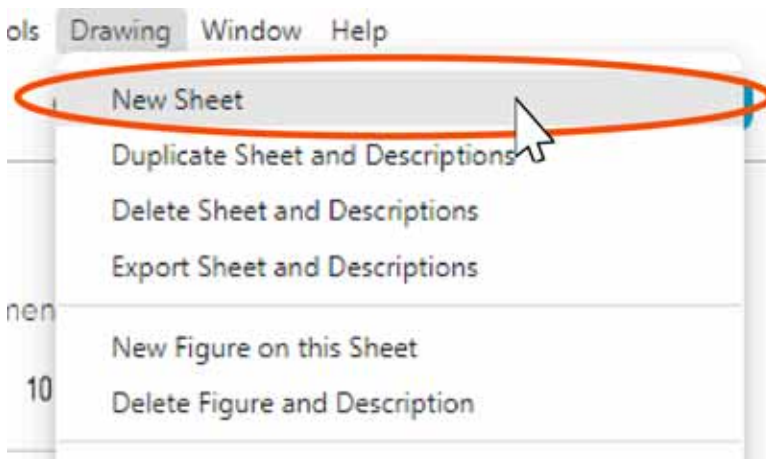 ols Drawing Window Help
New Sheet
Duplicate Sheet and Descriptions
Delete Sheet and Descriptions
Export Sheet and Descriptions
men
New Figure on this Sheet
10
Delete Figure and Description